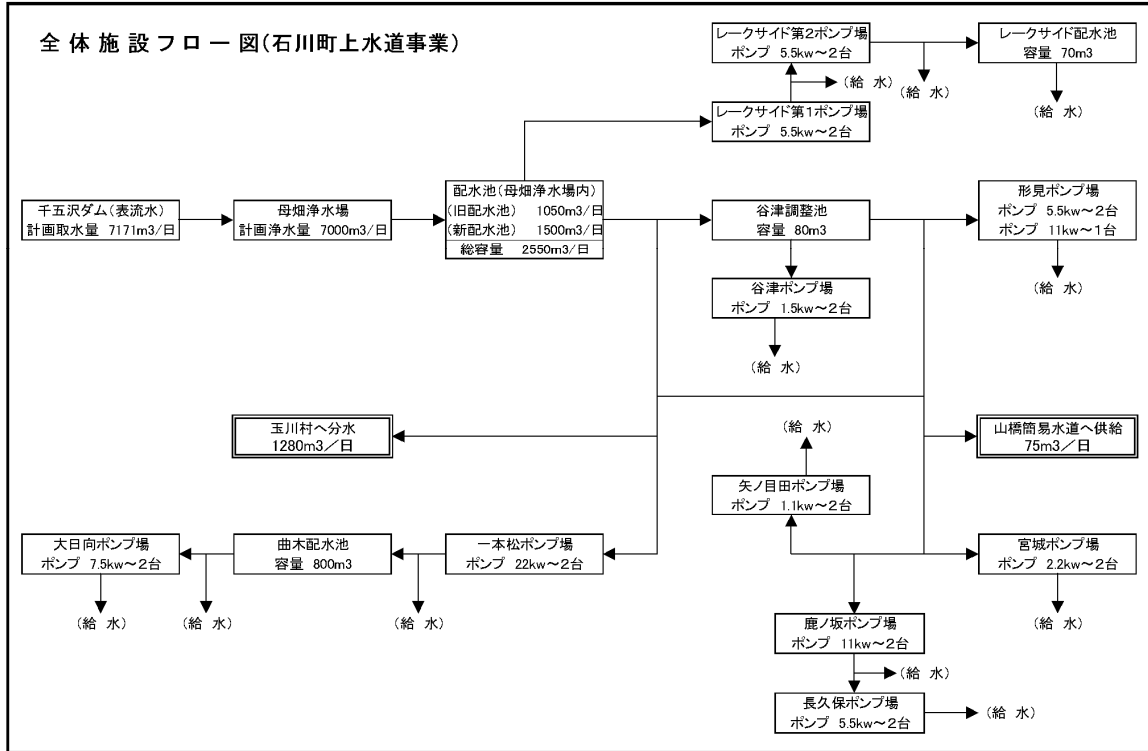 全体施設フロー図(石川町上水道事業)
レークサイド第2ポンプ場
ポンプ 5.5kw～2台
レークサイド配水池
容量 70m3
(給 水)
(給 水)
(給 水)
レークサイド第1ポンプ場
ポンプ 5.5kw～2台
千五沢ダム(表流水)
計画取水量 7171m3/日
母畑浄水場
計画浄水量 7000m3/日
配水池(母畑浄水場内)
(旧配水池) 1050m3/日
(新配水池) 1500m3/日
総容量 2550m3/日
谷津調整池
容量 80m3
形見ポンプ場
ポンプ 5.5kw～2台
ポンプ 11kw～1台
(給 水)
谷津ポンプ場
ポンプ 1.5kw～2台
(給 水)
玉川村へ分水
1280m3／日
(給 水)
山橋簡易水道へ供給
75m3／日
矢ノ目田ポンプ場
ポンプ 1.1kw～2台
大日向ポンプ場
ポンプ 7.5kw～2台
曲木配水池
容量 800m3
一本松ポンプ場
ポンプ 22kw～2台
宮城ポンプ場
ポンプ 2.2kw～2台
(給 水)
(給 水)
(給 水)
(給 水)
鹿ノ坂ポンプ場
ポンプ 11kw～2台
(給 水)
長久保ポンプ場
ポンプ 5.5kw～2台
(給 水)